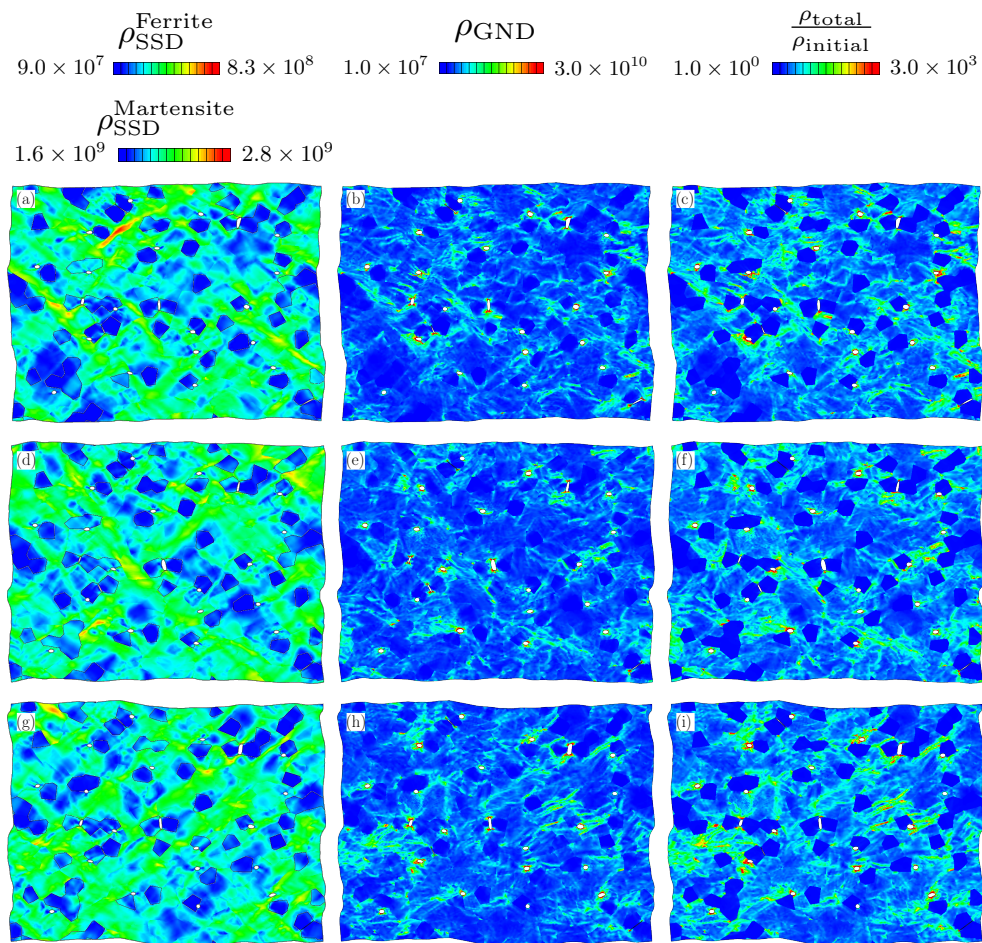 ρ_SSD^Ferrite
9.0 × 10^7 8.3 × 10^8
ρ_GND
1.0 × 10^7 3.0 × 10^10
ρ_total/ρ_initial
1.0 × 10^0 3.0 × 10^3
ρ_SSD^Martensite
1.6 × 10^9 2.8 × 10^9
(a) (b) (c)
(d) (e) (f)
(g) (h) (i)